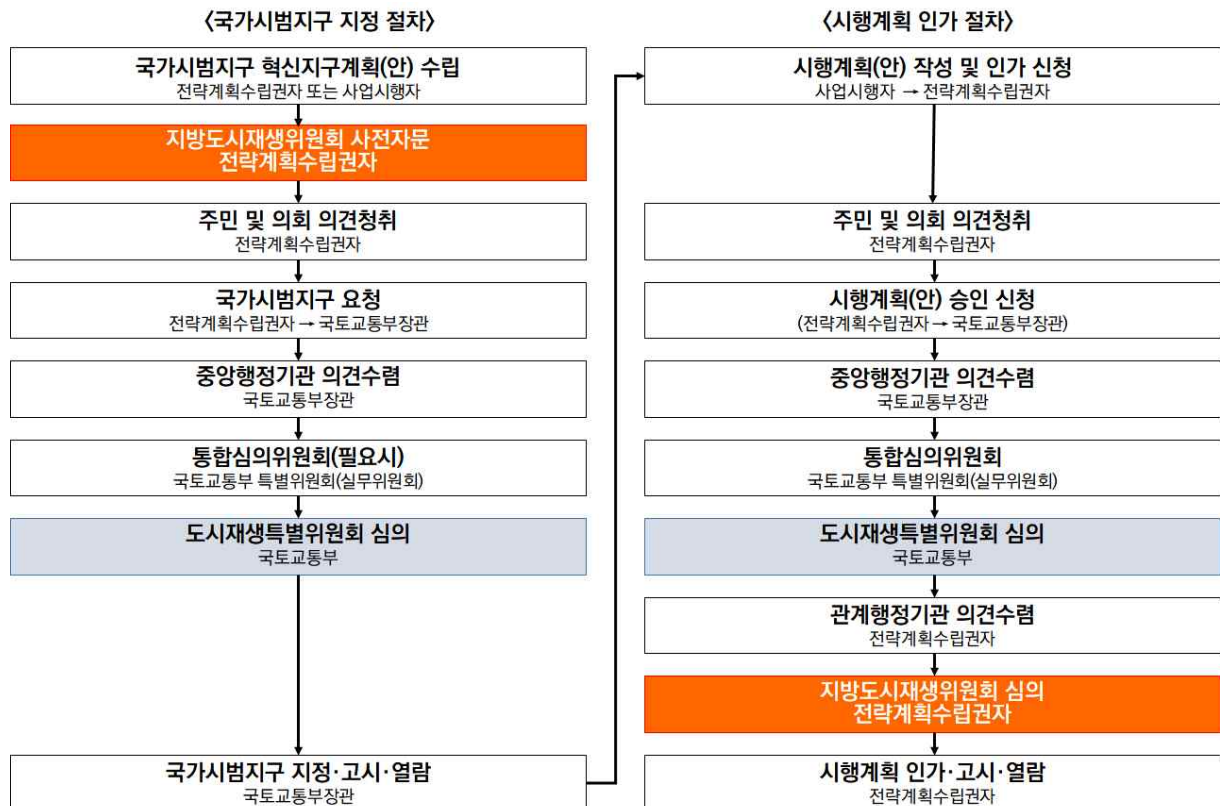 〈국가시범지구 지정 절차〉
국가시범지구 혁신지구계획(안) 수립
전략계획수립권자 또는 사업시행자
지방도시재생위원회 사전자문
전략계획수립권자
주민 및 의회 의견청취
전략계획수립권자
국가시범지구 요청
전략계획수립권자 → 국토교통부장관
중앙행정기관 의견수렴
국토교통부장관
통합심의위원회(필요시)
국토교통부 특별위원회(실무위원회)
도시재생특별위원회 심의
국토교통부
국가시범지구 지정·고시·열람
국토교통부장관
〈시행계획 인가 절차〉
시행계획(안) 작성 및 인가 신청
사업시행자 → 전략계획수립권자
주민 및 의회 의견청취
전략계획수립권자
시행계획(안) 승인 신청
(전략계획수립권자 → 국토교통부장관)
중앙행정기관 의견수렴
국토교통부장관
통합심의위원회
국토교통부 특별위원회(실무위원회)
도시재생특별위원회 심의
국토교통부
관계행정기관 의견수렴
전략계획수립권자
지방도시재생위원회 심의
전략계획수립권자
시행계획 인가·고시·열람
전략계획수립권자